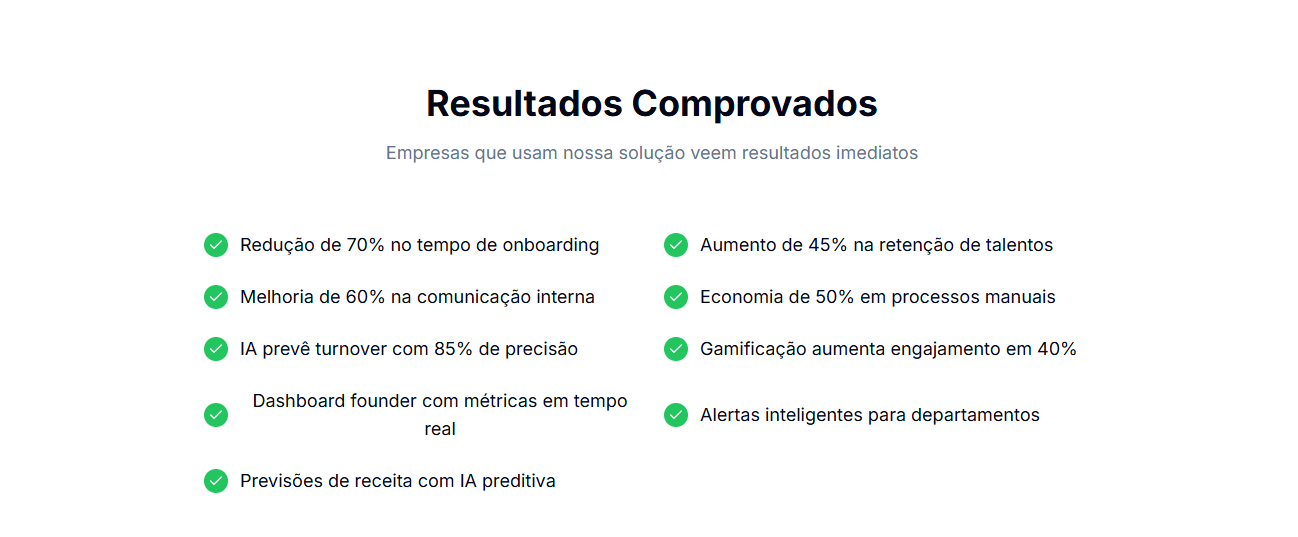 Resultados Comprovados
Empresas que usam nossa solução veem resultados imediatos
Redução de 70% no tempo de onboarding
Aumento de 45% na retenção de talentos
Melhoria de 60% na comunicação interna
Economia de 50% em processos manuais
IA prevê turnover com 85% de precisão
Gamificação aumenta engajamento em 40%
Dashboard founder com métricas em tempo
real
Alertas inteligentes para departamentos
Previsões de receita com IA preditiva